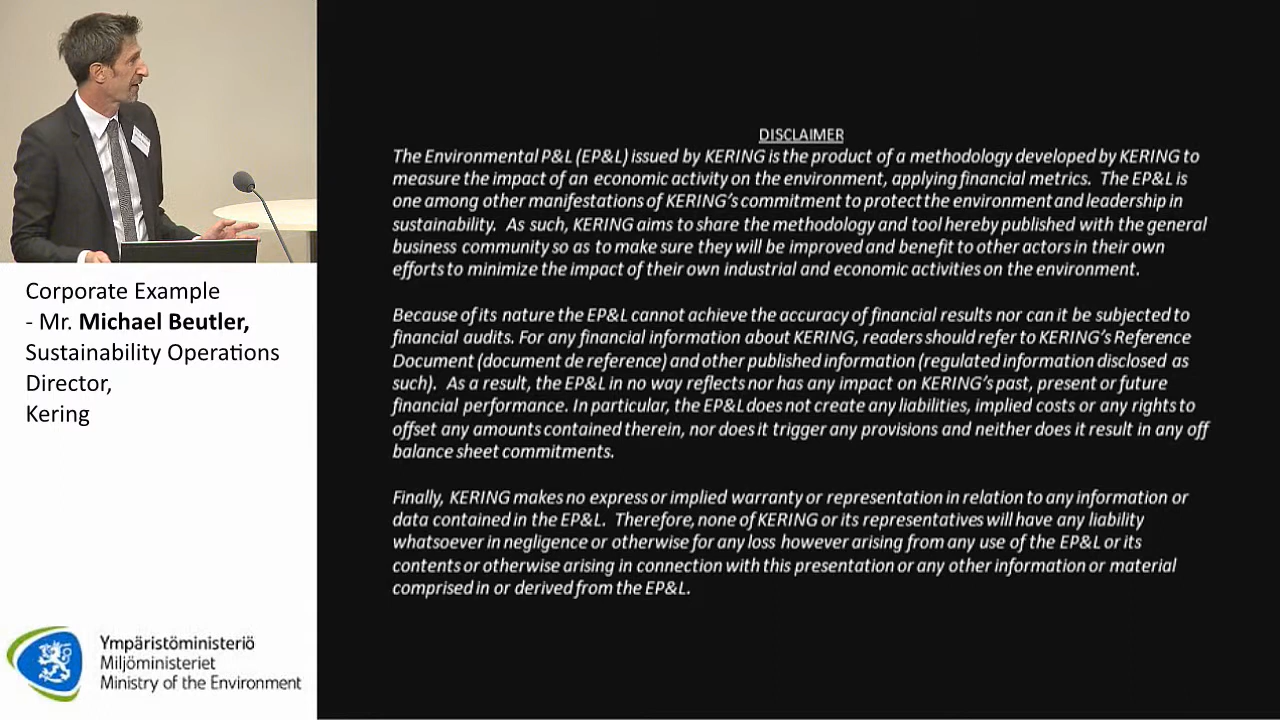 Corporate Example
- Mr. Michael Beutler,
Sustainability Operations
Director,
Kering
Ympäristöministeriö
Miljöministeriet
Ministry of the Environment
DISCLAIMER
The Environmental P&L (EP&L) issued by KERING is the product of a methodology developed by KERING to
measure the impact of an economic activity on the environment, applying financial metrics. The EP&L is
one among other manifestations of KERING’s commitment to protect the environment and leadership in
sustainability. As such, KERING aims to share the methodology and tool hereby published with the general
business community so as to make sure they will be improved and benefit to other actors in their own
efforts to minimize the impact of their own industrial and economic activities on the environment.
Because of its nature the EP&L cannot achieve the accuracy of financial results nor can it be subjected to
financial audits. For any financial information about KERING, readers should refer to KERING’s Reference
Document (document de reference) and other published information (regulated information disclosed as
such). As a result, the EP&L in no way reflects nor has any impact on KERING’s past, present or future
financial performance. In particular, the EP&L does not create any liabilities, implied costs or any rights to
offset any amounts contained therein, nor does it trigger any provisions and neither does it result in any off
balance sheet commitments.
Finally, KERING makes no express or implied warranty or representation in relation to any information or
data contained in the EP&L. Therefore, none of KERING or its representatives will have any liability
whatsoever in negligence or otherwise for any loss however arising from any use of the EP&L or its
contents or otherwise arising in connection with this presentation or any other information or material
comprised in or derived from the EP&L.